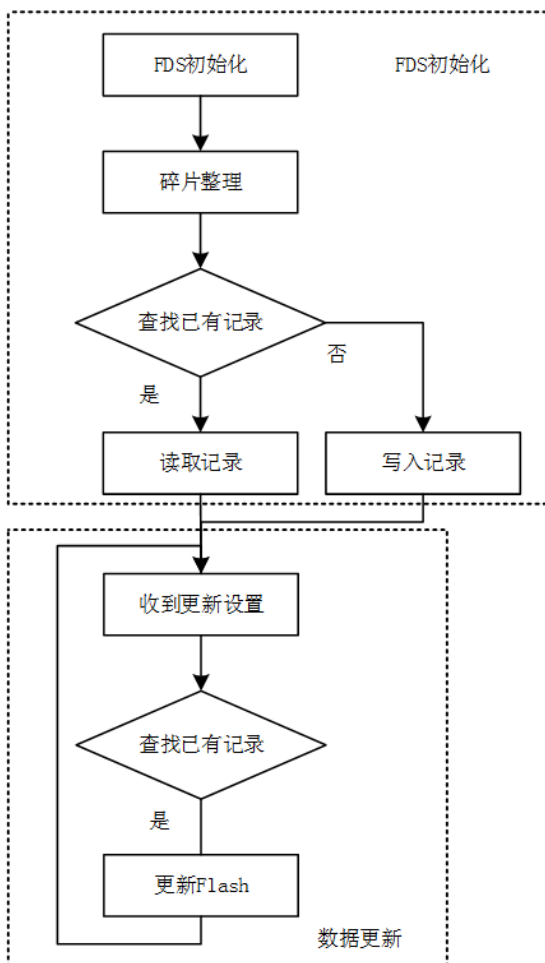 FDS初始化
FDS初始化
碎片整理
查找已有记录
否
是
读取记录
写入记录
收到更新设置
查找已有记录
是
更新Flash
数据更新